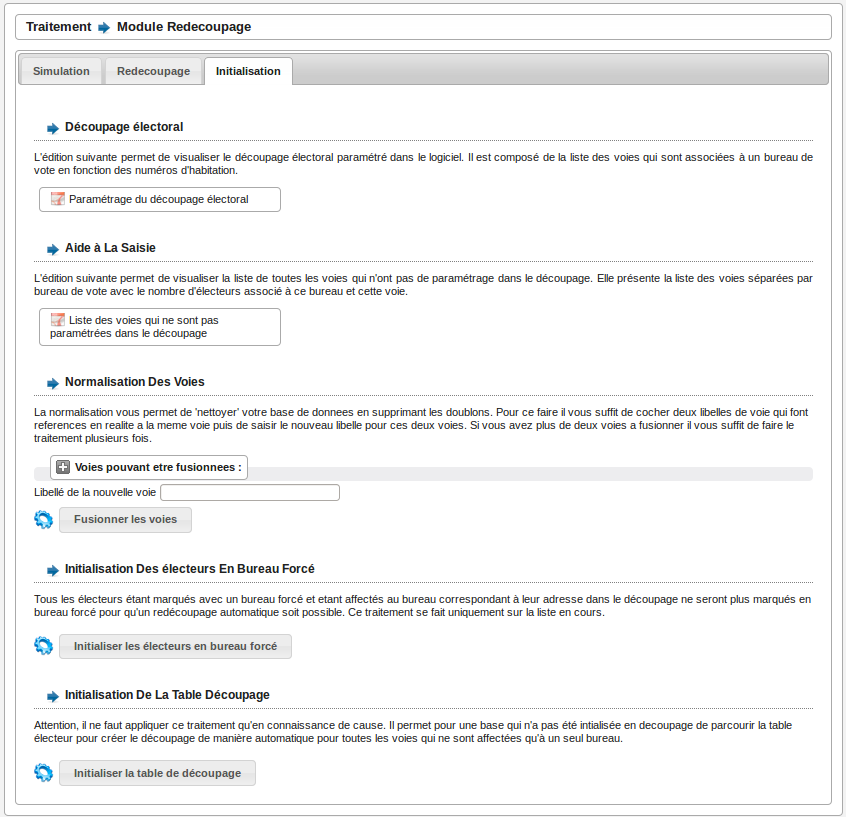 Traitement Module Redecoupage
Simulation Redecoupage Initialisation
Découpage électoral
L'édition suivante permet de visualiser le découpage électoral paramétré dans le logiciel. Il est composé de la liste des voies qui sont associées à un bureau de
vote en fonction des numéros d'habitation.
Paramétrage du découpage électoral
Aide à La Saisie
L'édition suivante permet de visualiser la liste de toutes les voies qui n'ont pas de paramétrage dans le découpage. Elle présente la liste des voies séparées par
bureau de vote avec le nombre d'électeurs associé à ce bureau et cette voie.
Liste des voies qui ne sont pas
paramétrées dans le découpage
Normalisation Des Voies
La normalisation vous permet de 'nettoyer' votre base de donnees en supprimant les doublons. Pour ce faire il vous suffit de cocher deux libelles de voie qui font
references en realite a la meme voie puis de saisir le nouveau libelle pour ces deux voies. Si vous avez plus de deux voies a fusionner il vous suffit de faire le
traitement plusieurs fois.
Voies pouvant etre fusionnees :
Libellé de la nouvelle voie
Fusionner les voies
Initialisation Des électeurs En Bureau Forcé
Tous les électeurs étant marqués avec un bureau forcé et etant affectés au bureau correspondant à leur adresse dans le découpage ne seront plus marqués en
bureau forcé pour qu'un redécoupage automatique soit possible. Ce traitement se fait uniquement sur la liste en cours.
Initialiser les électeurs en bureau forcé
Initialisation De La Table Découpage
Attention, il ne faut appliquer ce traitement qu'en connaissance de cause. Il permet pour une base qui n'a pas été intialisée en decoupage de parcourir la table
électeur pour créer le découpage de manière automatique pour toutes les voies qui ne sont affectées qu'à un seul bureau.
Initialiser la table de découpage